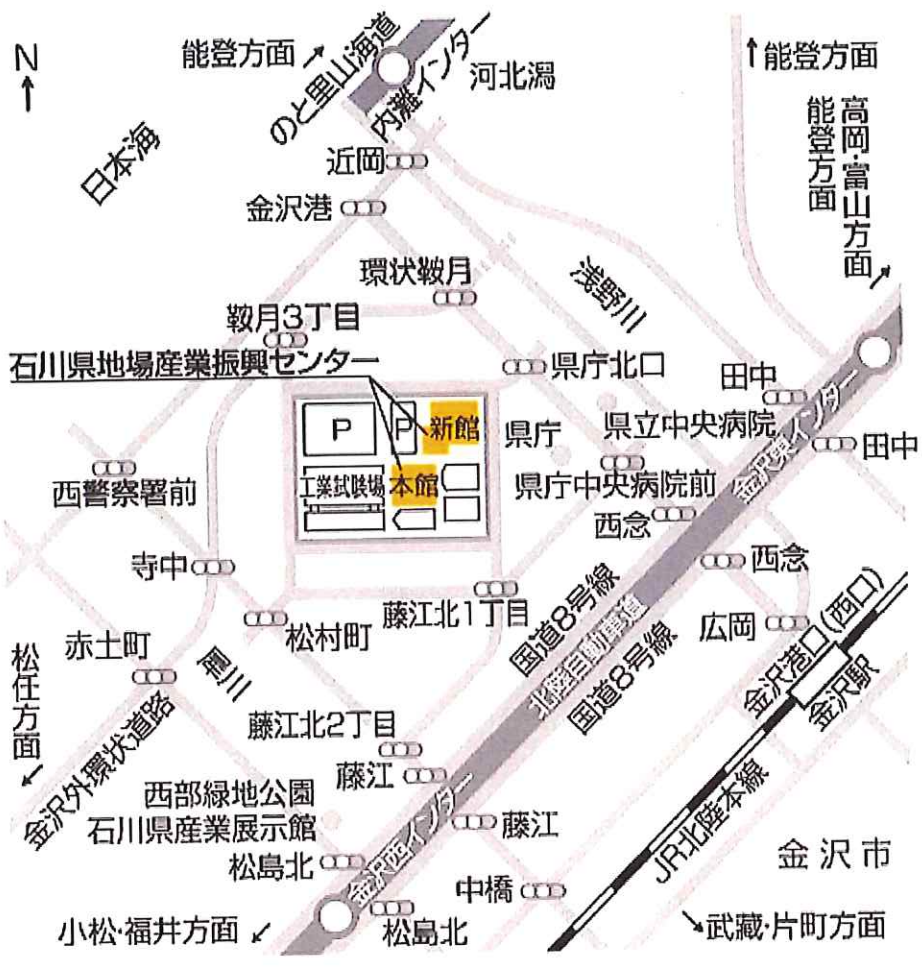 N
能登方面
のと里山海道
内灘インター
河北潟
能登方面
高岡・富山方面
能登方面
日本海
近岡
金沢港
環状鞍月
浅野川
鞍月3丁目
石川県地場産業振興センター
県庁北口
田中
P
P
新館
県庁
県立中央病院
金沢東インター
田中
工業試験場
本館
県庁中央病院前
西警察署前
西念
西念
寺中
藤江北1丁目
国道8号線
北陸自動車道
国道8号線
広岡
金沢港口(西口)
金沢駅
松村町
赤土町
犀川
松任方面
金沢外環状道路
藤江北2丁目
藤江
西部緑地公園
石川県産業展示館
藤江
JR北陸本線
松島北
金沢西インター
中橋
金沢市
小松・福井方面
松島北
武藏・片町方面